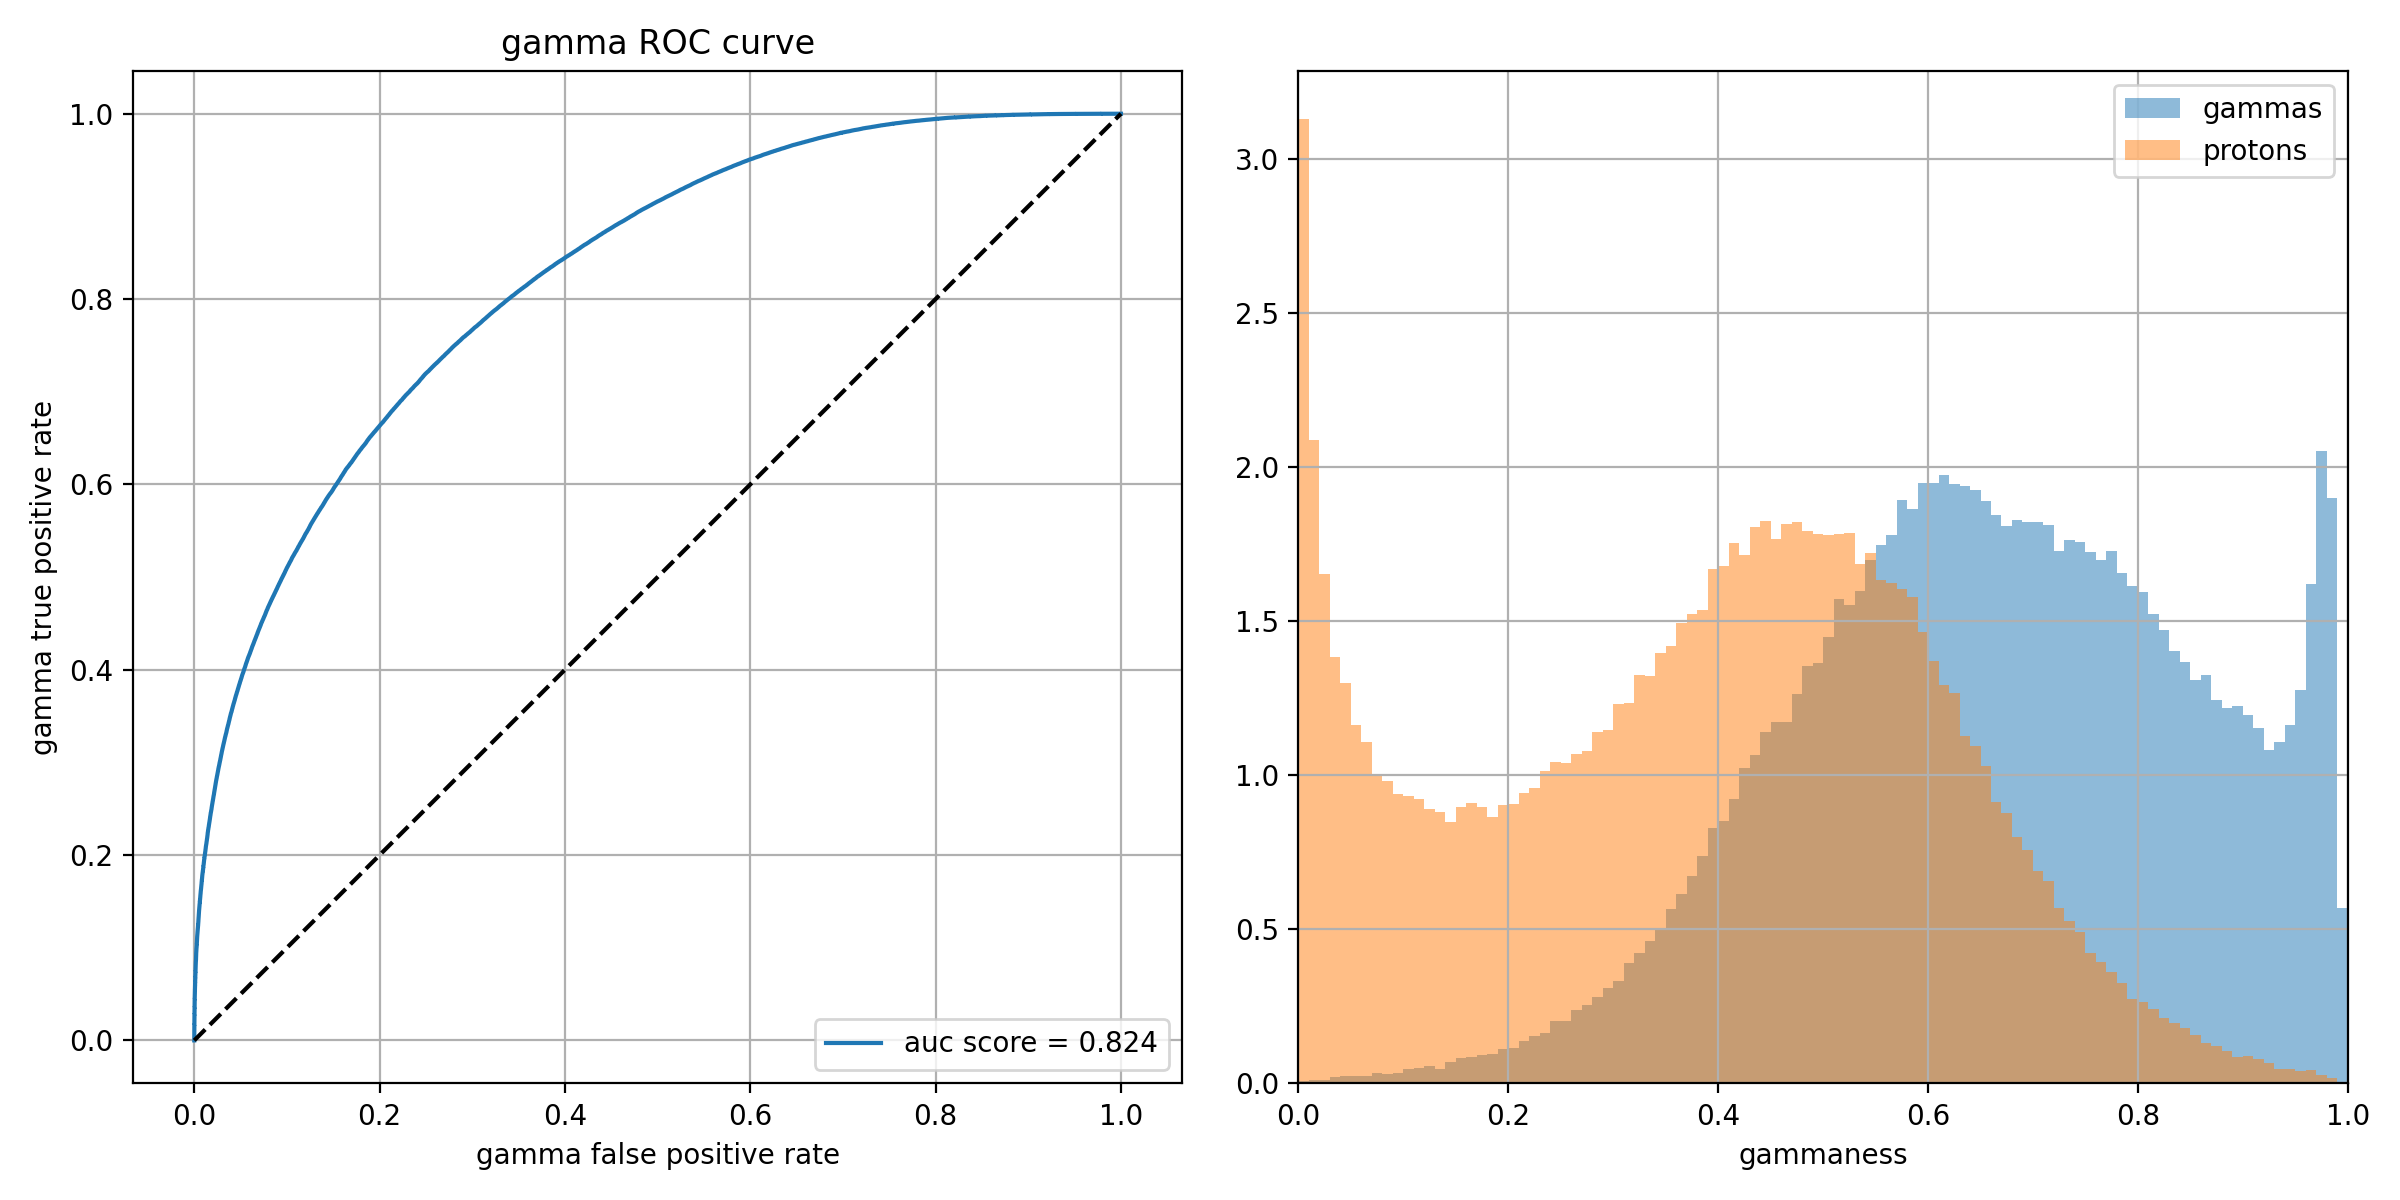 gamma ROC curve
gamma true positive rate
1.0
0.8
0.6
0.4
0.2
0.0
auc score = 0.824
0.0 0.2 0.4 0.6 0.8 1.0
gamma false positive rate
gammas
protons
3.0
2.5
2.0
1.5
1.0
0.5
0.0
0.0 0.2 0.4 0.6 0.8 1.0
gammaness